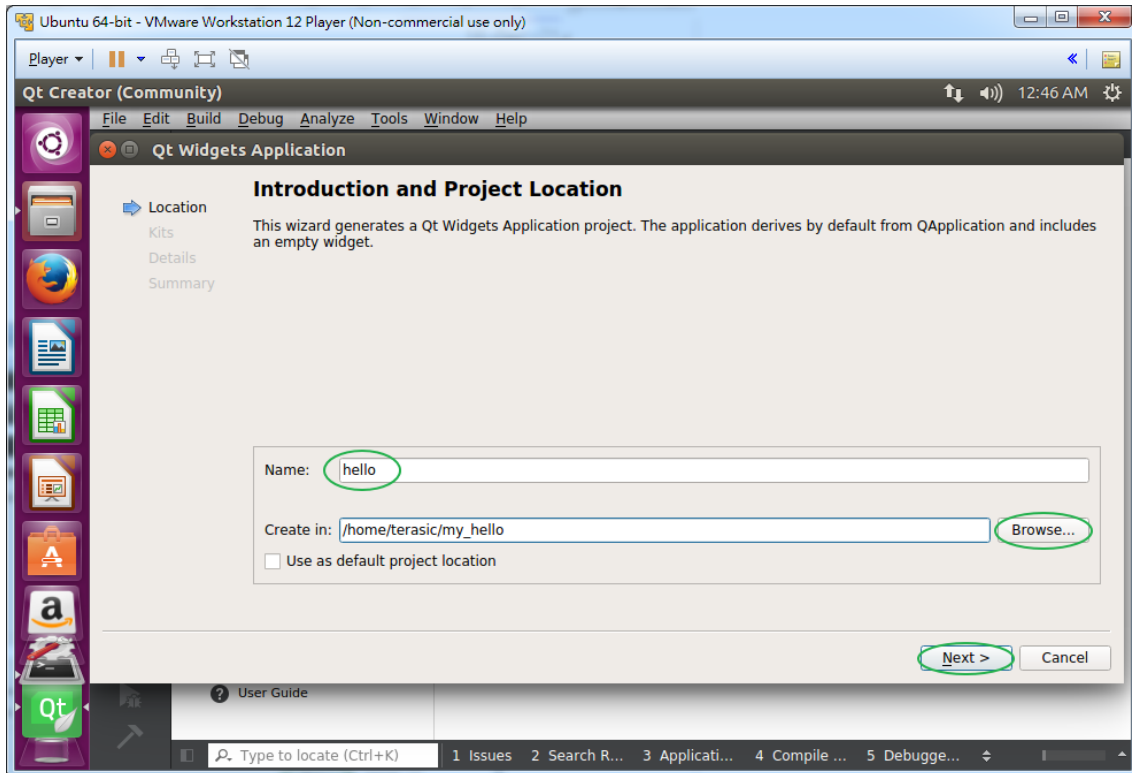 Ubuntu 64-bit - VMware Workstation 12 Player (Non-commercial use only)
Player
Qt Creator (Community) 12:46 AM
File Edit Build Debug Analyze Tools Window Help
Qt Widgets Application
Introduction and Project Location
Location
This wizard generates a Qt Widgets Application project. The application derives by default from QApplication and includes
an empty widget.
Kits
Details
Summary
Name: hello
Create in: /home/terasic/my_hello Browse...
Use as default project location
Next > Cancel
User Guide
Qt
Type to locate (Ctrl+K) 1 Issues 2 Search R... 3 Applicati... 4 Compile ... 5 Debugge...